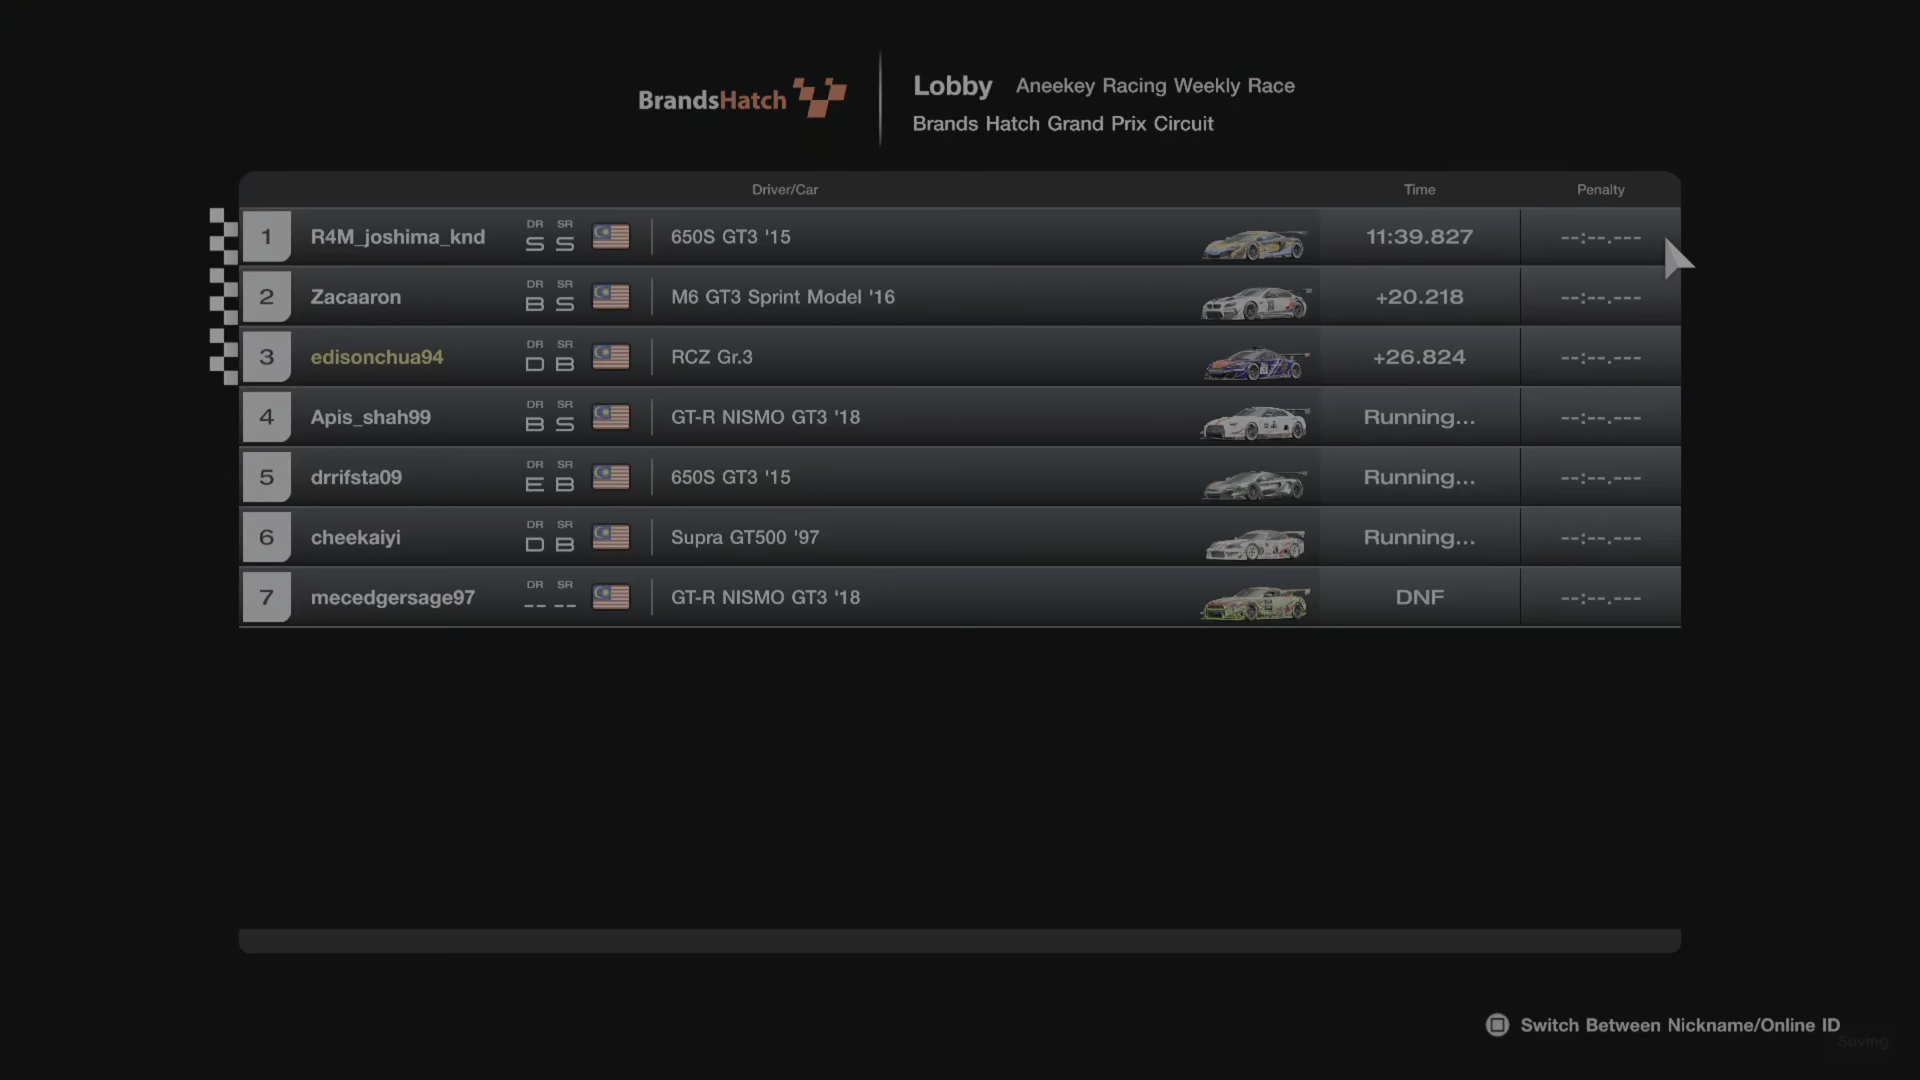 BrandsHatch
Lobby Aneekey Racing Weekly Race
Brands Hatch Grand Prix Circuit
Driver/Car Time Penalty
1 R4M_joshima_knd DR S SR S 650S GT3 '15 11:39.827 --:--.---
2 Zacaaron DR B SR S M6 GT3 Sprint Model '16 +20.218 --:--.---
3 edisonchua94 DR D SR B RCZ Gr.3 +26.824 --:--.---
4 Apis_shah99 DR B SR S GT-R NISMO GT3 '18 Running... --:--.---
5 drrifsta09 DR E SR B 650S GT3 '15 Running... --:--.---
6 cheekaiyi DR D SR B Supra GT500 '97 Running... --:--.---
7 mecedgersage97 DR -- SR -- GT-R NISMO GT3 '18 DNF --:--.---
Switch Between Nickname/Online ID
Saving